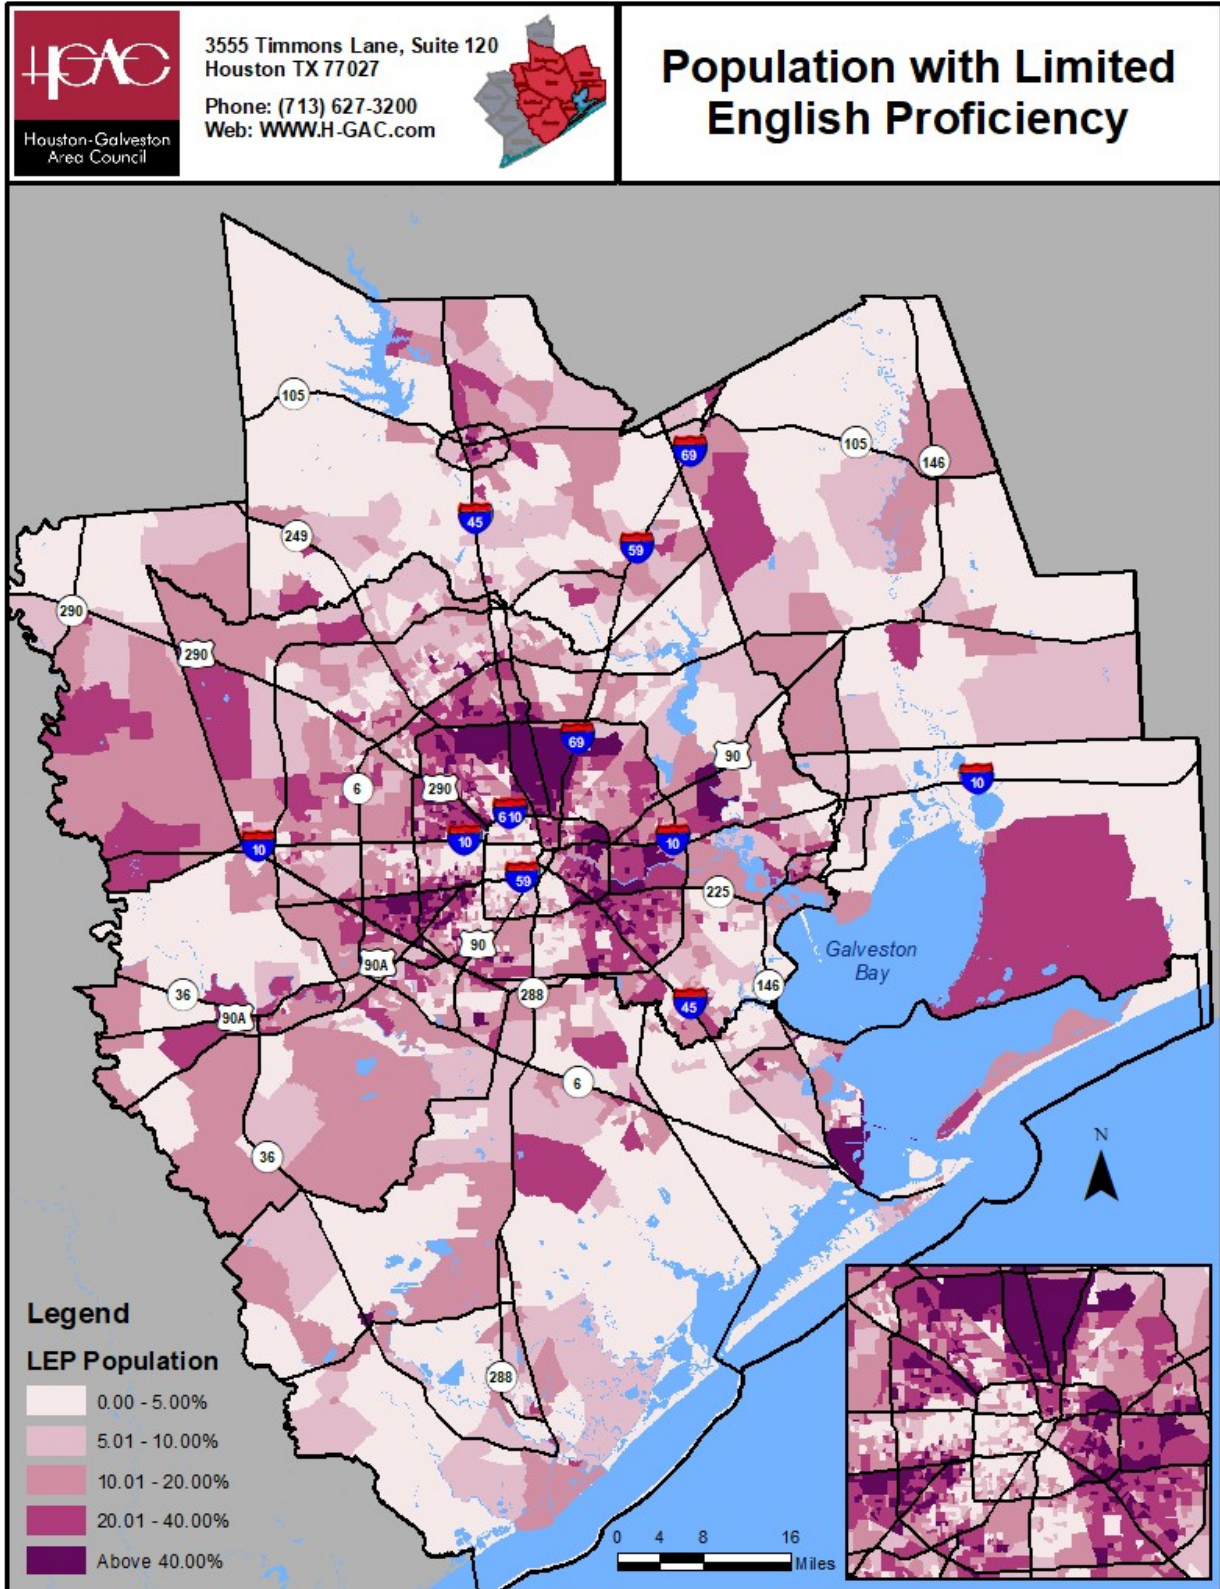 HGAC
Houston-Galveston
Area Council
3555 Timmons Lane, Suite 120
Houston TX 77027
Phone: (713) 627-3200
Web: WWW.H-GAC.com
Population with Limited
English Proficiency
105
69
105
146
45
249
59
290
290
69
90
6
290
10
610
10
10
10
59
225
90
Galveston
Bay
90A
36
288
146
90A
45
6
N
36
288
Legend
LEP Population
0.00 - 5.00%
5.01 - 10.00%
10.01 - 20.00%
20.01 - 40.00%
Above 40.00%
0 4 8 16
Miles